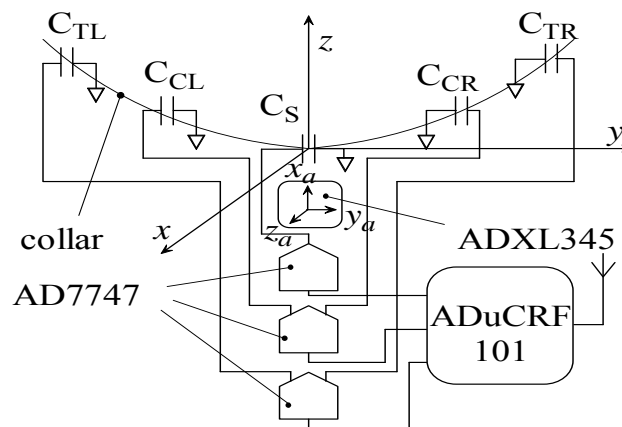 C_TL
C_TR
z
C_CL
C_CR
C_S
y
x_a
y_a
z_a
x
collar
ADXL345
AD7747
ADuCRF
101